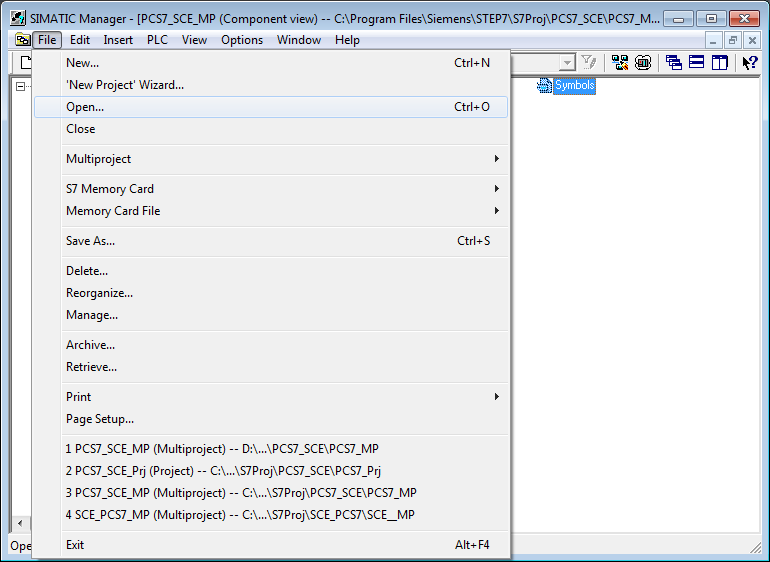 SIMATIC Manager - [PCS7_SCE_MP (Component view) -- C:\Program Files\Siemens\STEP7\S7Proj\PCS7_SCE\PCS7_M...
File Edit Insert PLC View Options Window Help
New... Ctrl+N
'New Project' Wizard...
Open... Ctrl+O
Close
Multiproject
S7 Memory Card
Memory Card File
Save As... Ctrl+S
Delete...
Reorganize...
Manage...
Archive...
Retrieve...
Print
Page Setup...
1 PCS7_SCE_MP (Multiproject) -- D:\...\PCS7_SCE\PCS7_MP
2 PCS7_SCE_Prj (Project) -- C:\...\S7Proj\PCS7_SCE\PCS7_Prj
3 PCS7_SCE_MP (Multiproject) -- C:\...\S7Proj\PCS7_SCE\PCS7_MP
4 SCE_PCS7_MP (Multiproject) -- C:\...\S7Proj\SCE_PCS7\SCE__MP
Exit Alt+F4
Symbols
Ope